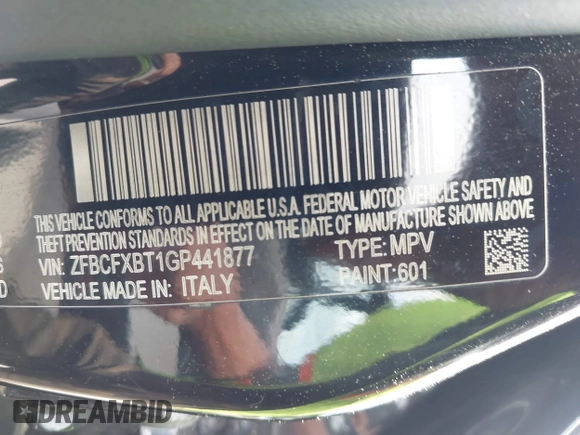 THIS VEHICLE CONFORMS TO ALL APPLICABLE U.S.A. FEDERAL MOTOR VEHICLE SAFETY AND
THEFT PREVENTION STANDARDS IN EFFECT ON THE DATE OF MANUFACTURE SHOWN ABOVE.
VIN: ZFBCFXBT1GP441877 TYPE: MPV
VEHICLE MADE IN: ITALY PAINT: 601
DREAMBID